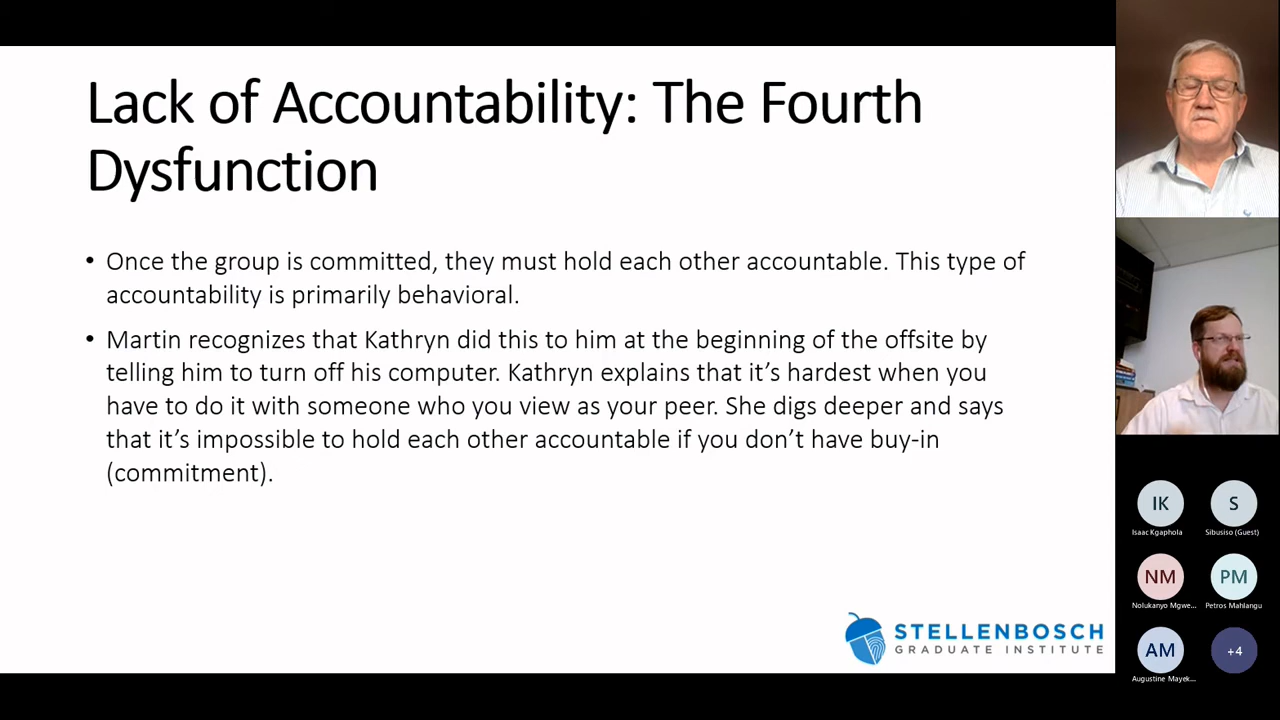 Lack of Accountability: The Fourth
Dysfunction
• Once the group is committed, they must hold each other accountable. This type of
accountability is primarily behavioral.
• Martin recognizes that Kathryn did this to him at the beginning of the offsite by
telling him to turn off his computer. Kathryn explains that it’s hardest when you
have to do it with someone who you view as your peer. She digs deeper and says
that it’s impossible to hold each other accountable if you don’t have buy-in
(commitment).
STELLENBOSCH
GRADUATE INSTITUTE
IK
S
Isaac Kgaphola
Sibusiso (Guest)
NM
PM
Nolukanyo Mgwe...
Petros Mahlangu
AM
+4
Augustine Mayek...